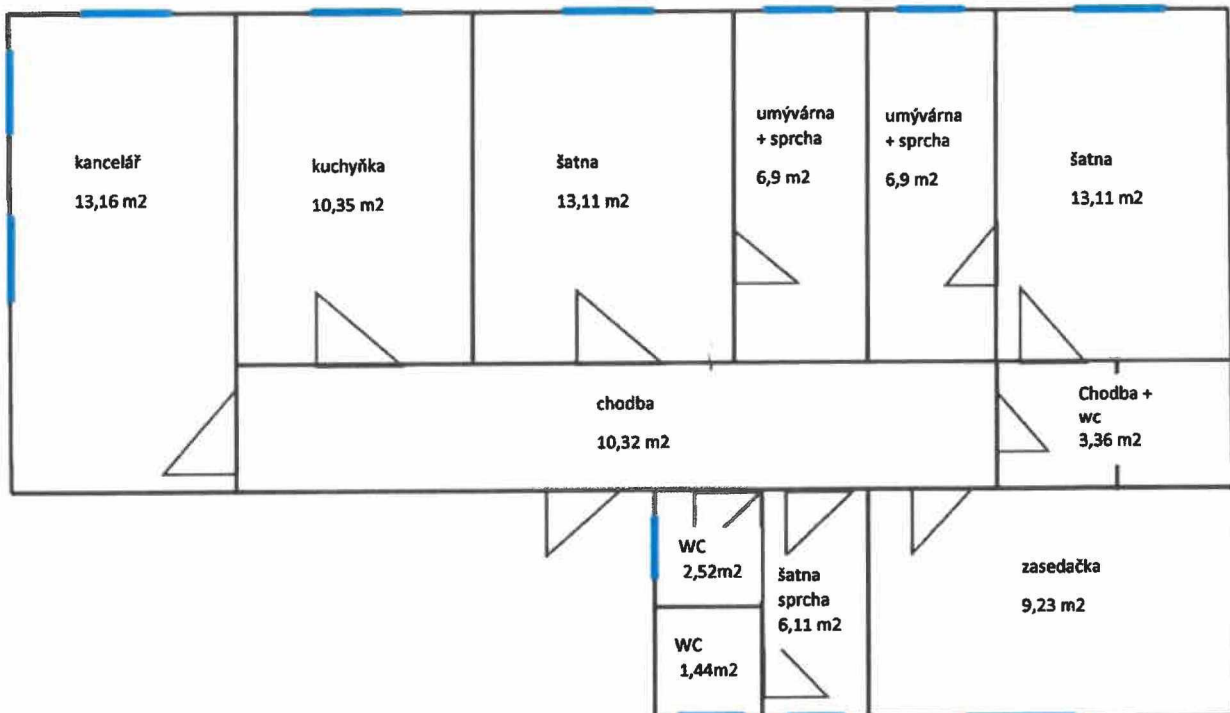 kancelář
13,16 m2
kuchyňka
10,35 m2
šatna
13,11 m2
umývárna
+ sprcha
6,9 m2
umývárna
+ sprcha
6,9 m2
šatna
13,11 m2
chodba
10,32 m2
Chodba +
wc
3,36 m2
WC
2,52m2
WC
1,44m2
šatna
sprcha
6,11 m2
zasedačka
9,23 m2